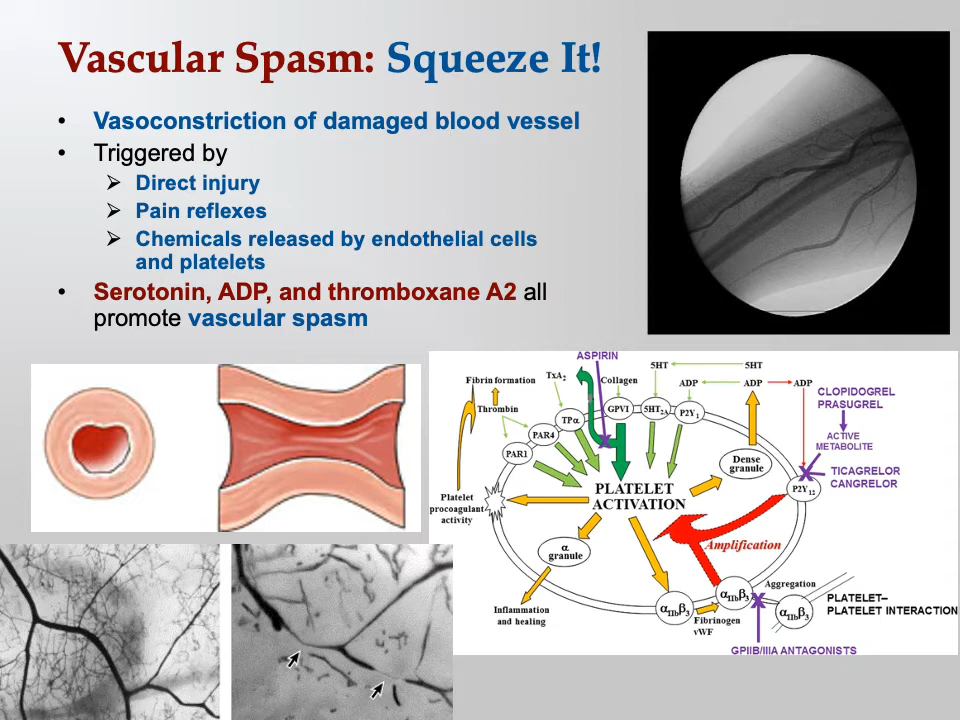 Vascular Spasm: Squeeze It!
• Vasoconstriction of damaged blood vessel
• Triggered by
➢ Direct injury
➢ Pain reflexes
➢ Chemicals released by endothelial cells
and platelets
• Serotonin, ADP, and thromboxane A2 all
promote vascular spasm
ASPIRIN
5HT
5HT
TxA2
Fibrin formation
Collagen
ADP
ADP
ADP
CLOPIDOGREL
PRASUGREL
Thrombin
TPα
GPVI
5HT2A
P2Y1
PAR4
PAR1
ACTIVE
METABOLITE
Dense
granule
TICAGRELOR
CANGRELOR
P2Y12
PLATELET
ACTIVATION
Platelet
procoagulant
activity
Amplification
α
granule
Aggregation
αIIbβ3
αIIbβ3
αIIbβ3
PLATELET–
PLATELET INTERACTION
Inflammation
and healing
Fibrinogen
vWF
GPIIB/IIIA ANTAGONISTS